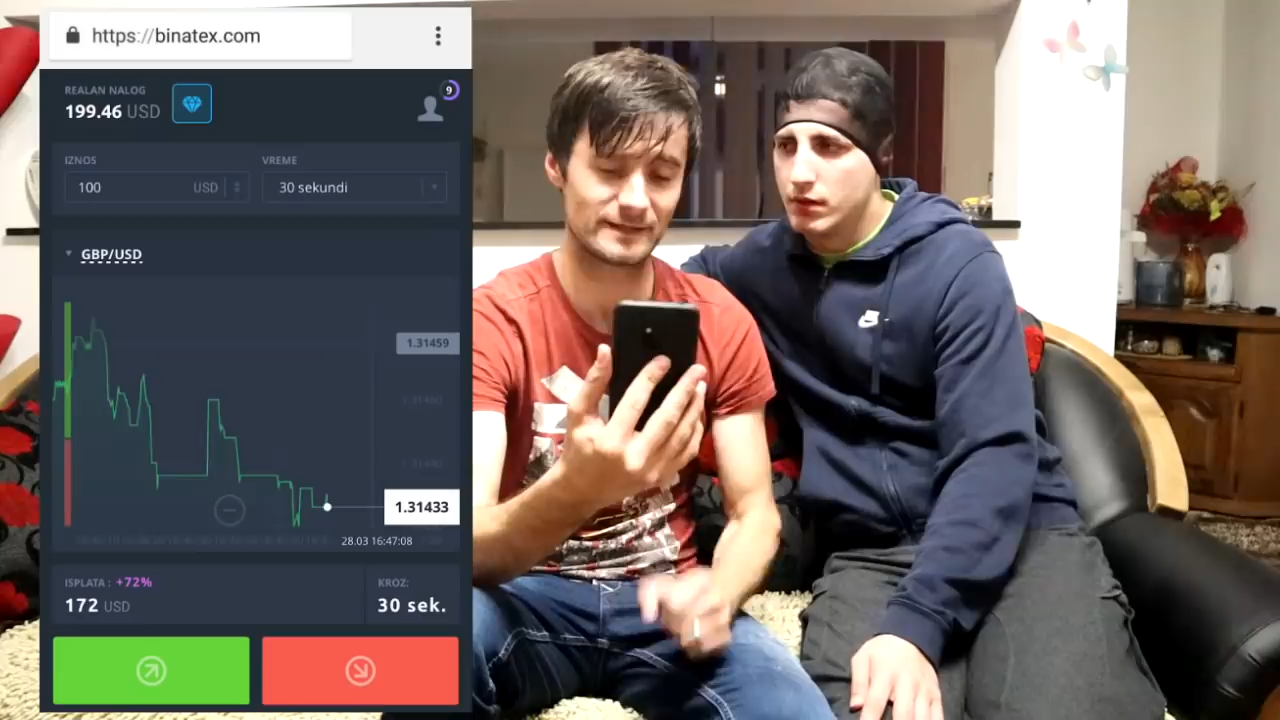 https://binatex.com
REALAN NALOG
199.46 USD
9
IZNOS
VREME
100 USD
30 sekundi
GBP/USD
1.31459
1.31433
28.03 16:47:08
ISPLATA : +72%
KROZ:
172 USD
30 sek.